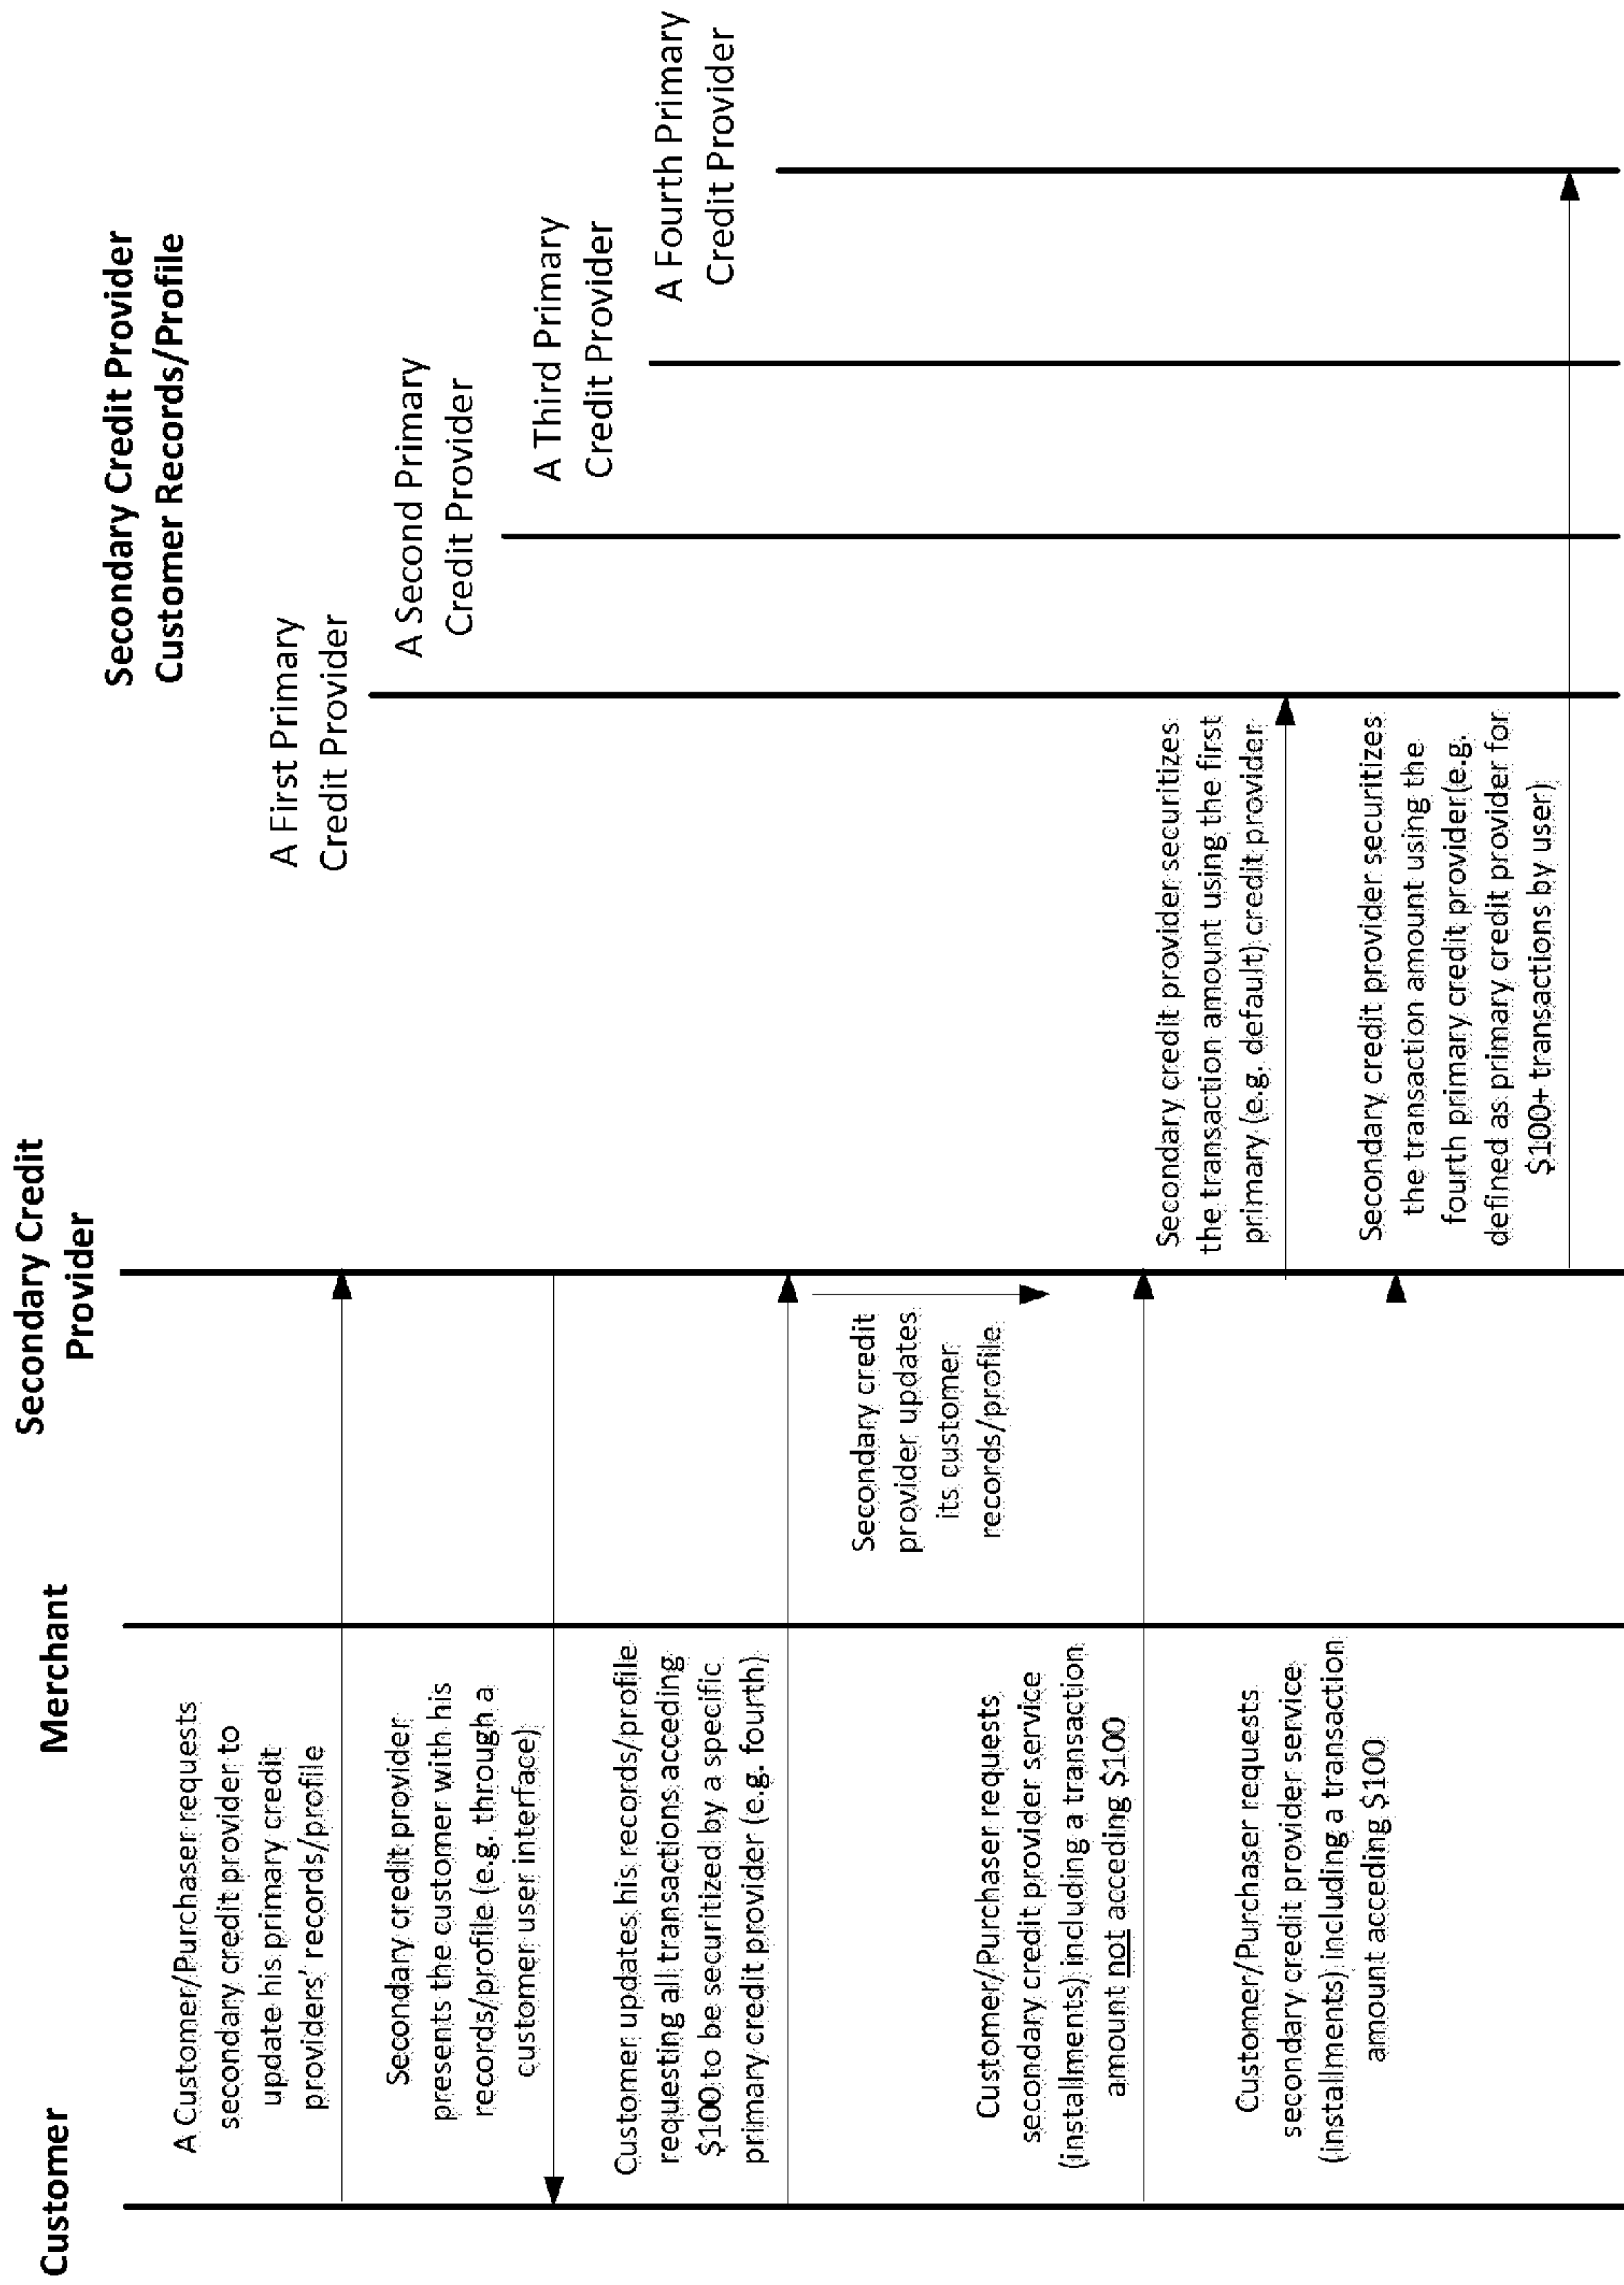 Customer
Merchant
Secondary Credit
Provider
Secondary Credit Provider
Customer Records/Profile
A First Primary
Credit Provider
A Second Primary
Credit Provider
A Third Primary
Credit Provider
A Fourth Primary
Credit Provider
A Customer/Purchaser requests
secondary credit provider to
update his primary credit
providers' records/profile
Secondary credit provider
presents the customer with his
records/profile (e.g. through a
customer user interface)
Customer updates his records/profile
requesting all transactions acceding
$100 to be securitized by a specific
primary credit provider (e.g. fourth)
Secondary credit
provider updates
its customer
records/profile
Customer/Purchaser requests
secondary credit provider service
(installments) including a transaction
amount not acceding $100
Secondary credit provider securitizes
the transaction amount using the first
primary (e.g. default) credit provider
Customer/Purchaser requests
secondary credit provider service
(installments) including a transaction
amount acceding $100
Secondary credit provider securitizes
the transaction amount using the
fourth primary credit provider(e.g.
defined as primary credit provider for
$100+ transactions by user)